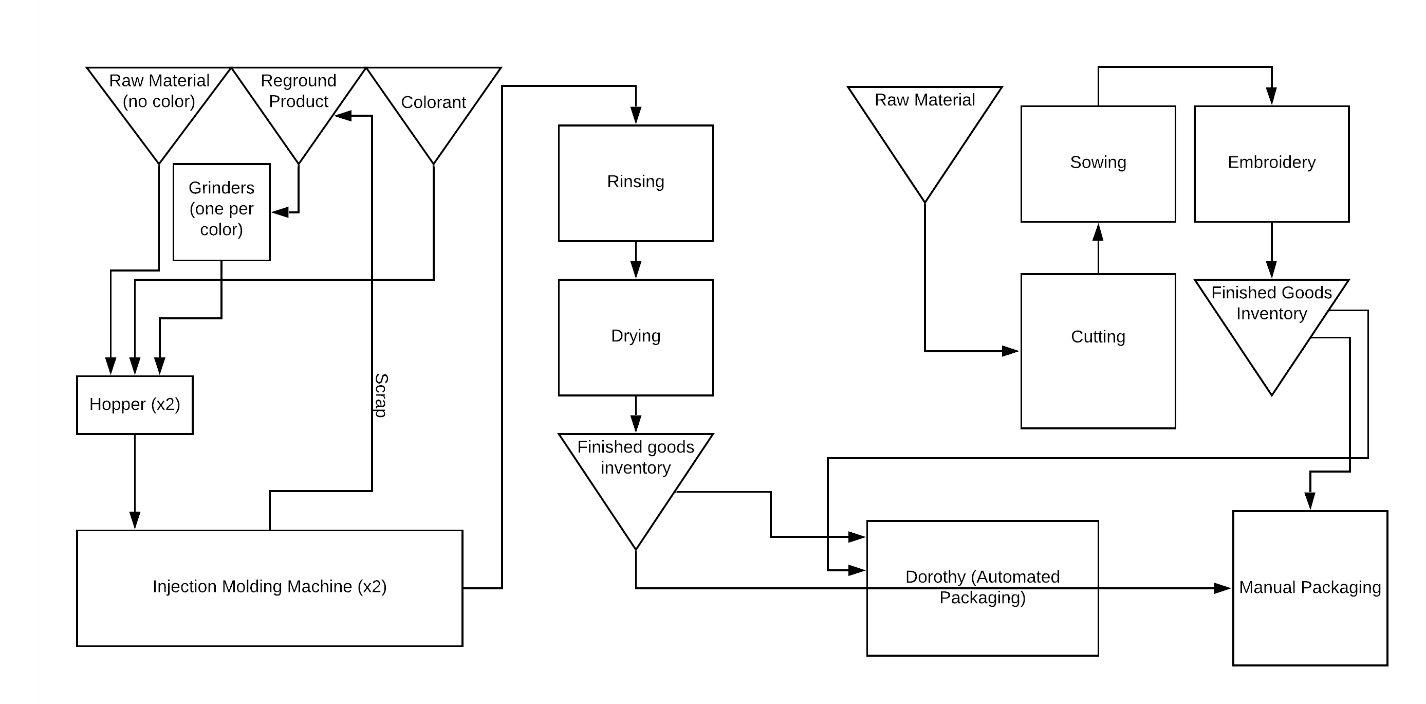 Raw Material
(no color)
Reground
Product
Colorant
Grinders
(one per
color)
Hopper (x2)
Scrap
Injection Molding Machine (x2)
Rinsing
Drying
Finished goods
inventory
Raw Material
Sowing
Embroidery
Cutting
Finished Goods
Inventory
Dorothy (Automated
Packaging)
Manual Packaging